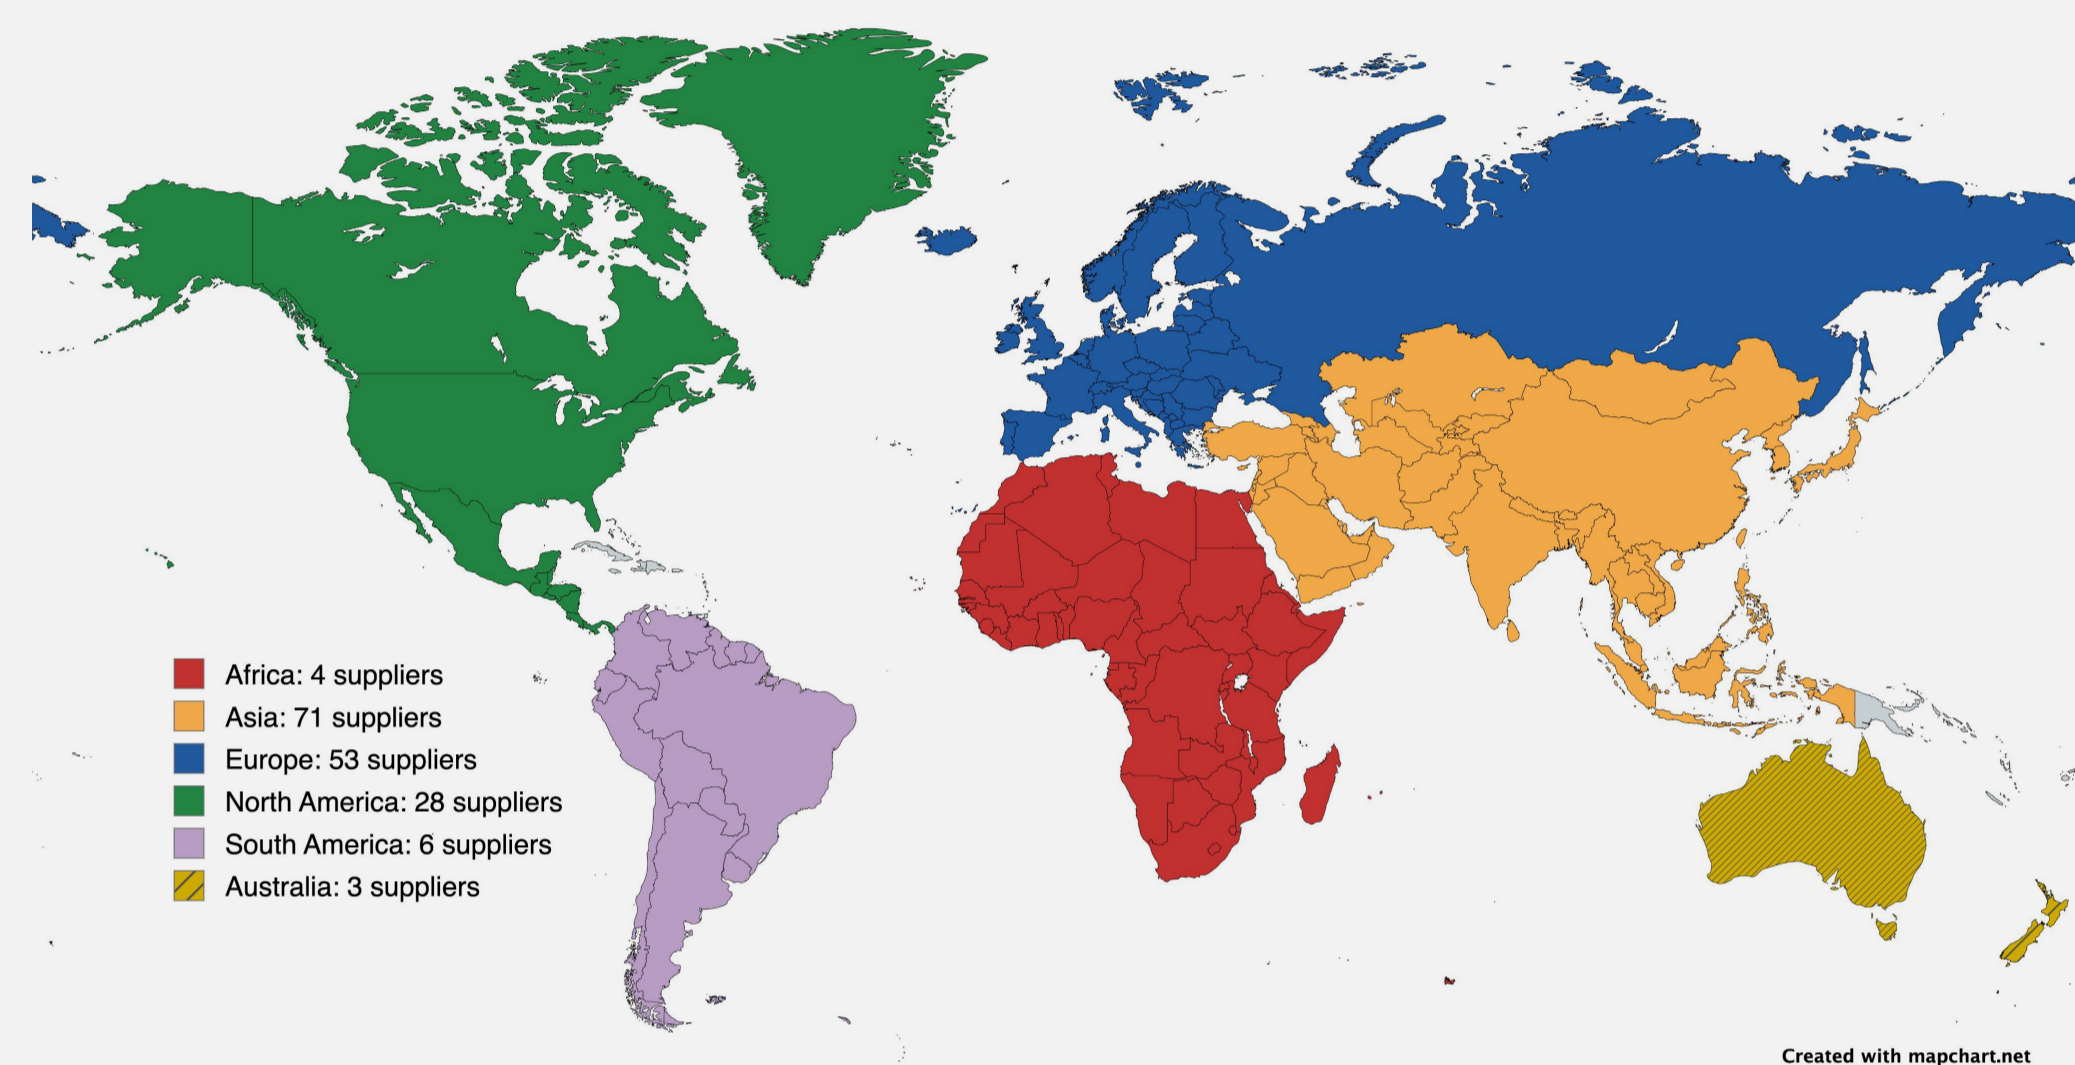 Africa: 4 suppliers
Asia: 71 suppliers
Europe: 53 suppliers
North America: 28 suppliers
South America: 6 suppliers
Australia: 3 suppliers
Created with mapchart.net